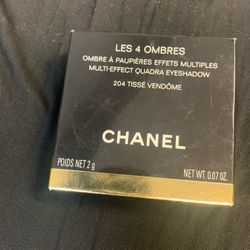 LES 4 OMBRES
OMBRE À PAUPIÈRES EFFETS MULTIPLES
MULTI-EFFECT QUADRA EYESHADOW
204 TISSÉ VENDÔME
CHANEL
POIDS NET 2 g NET WT. 0.07 OZ.